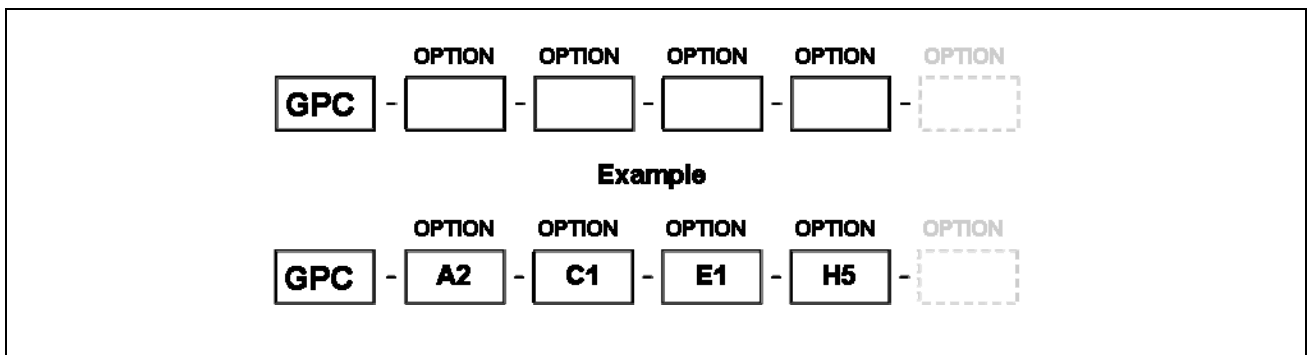 OPTION OPTION OPTION OPTION OPTION
GPC - - - - -
Example
OPTION OPTION OPTION OPTION OPTION
GPC - A2 - C1 - E1 - H5 -